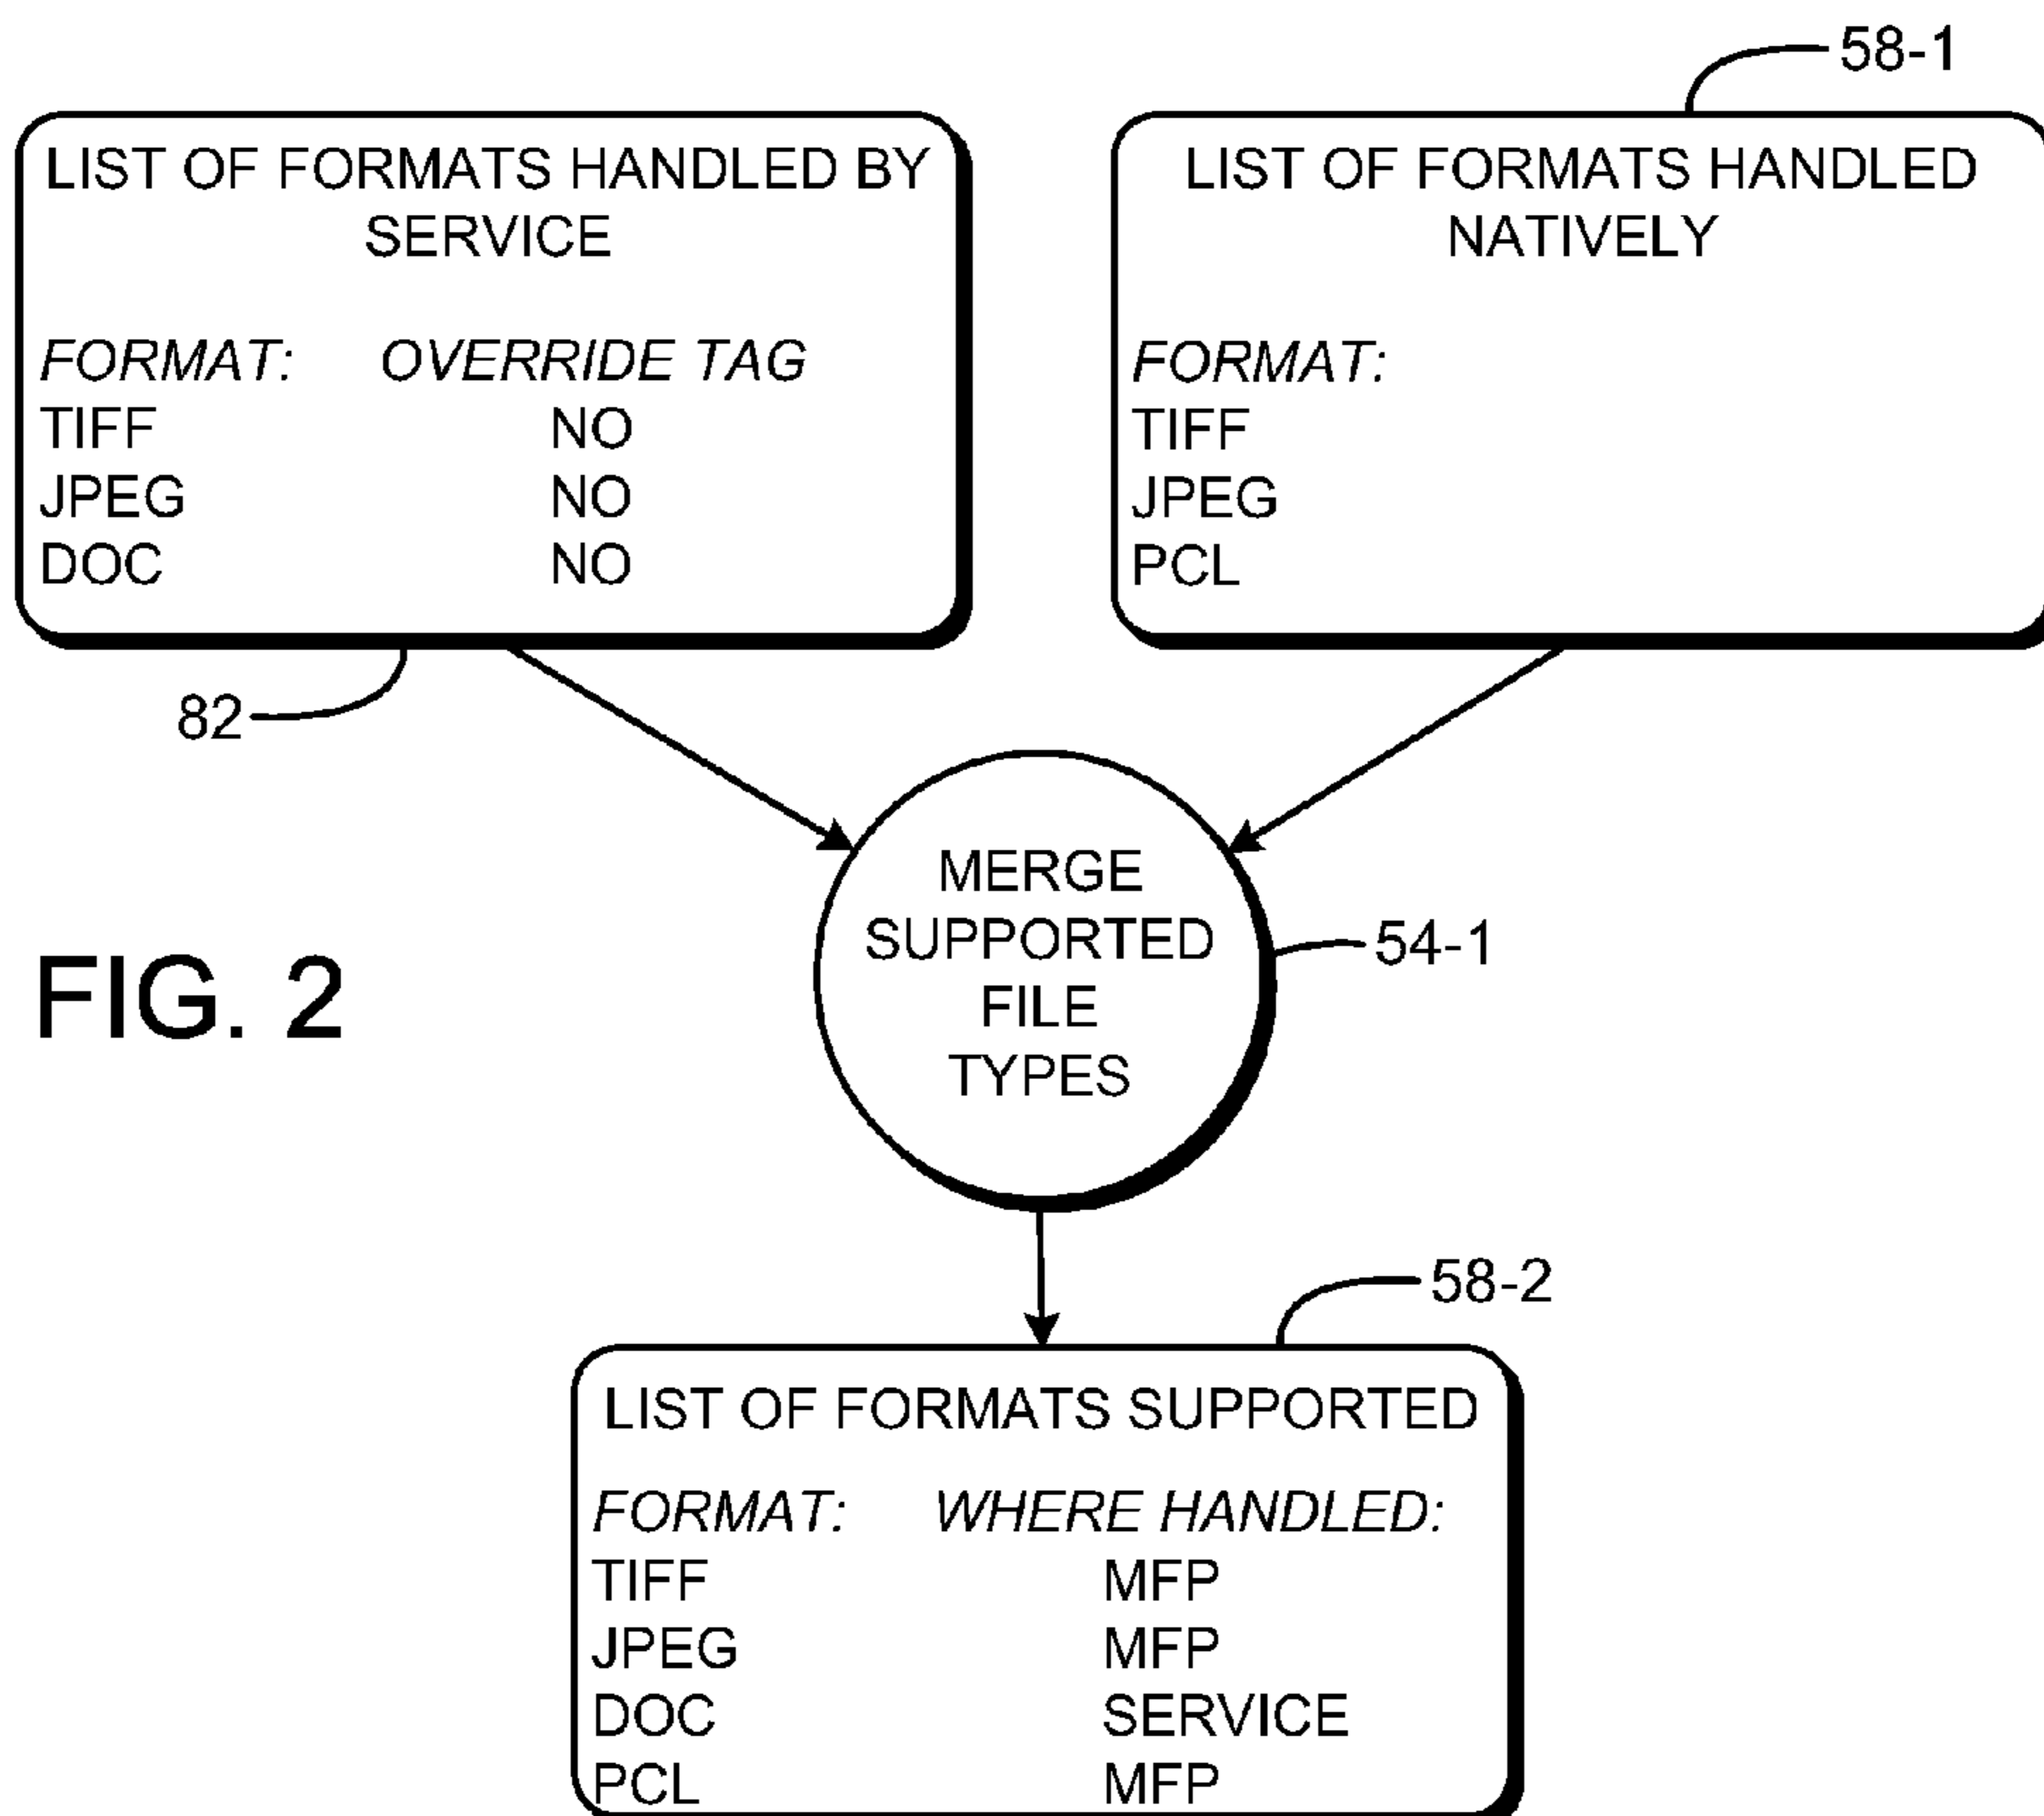 58-1
LIST OF FORMATS HANDLED BY
SERVICE
FORMAT: OVERRIDE TAG
TIFF NO
JPEG NO
DOC NO
82
LIST OF FORMATS HANDLED
NATIVELY
FORMAT:
TIFF
JPEG
PCL
MERGE
SUPPORTED
FILE
TYPES
54-1
FIG. 2
58-2
LIST OF FORMATS SUPPORTED
FORMAT: WHERE HANDLED:
TIFF MFP
JPEG MFP
DOC SERVICE
PCL MFP